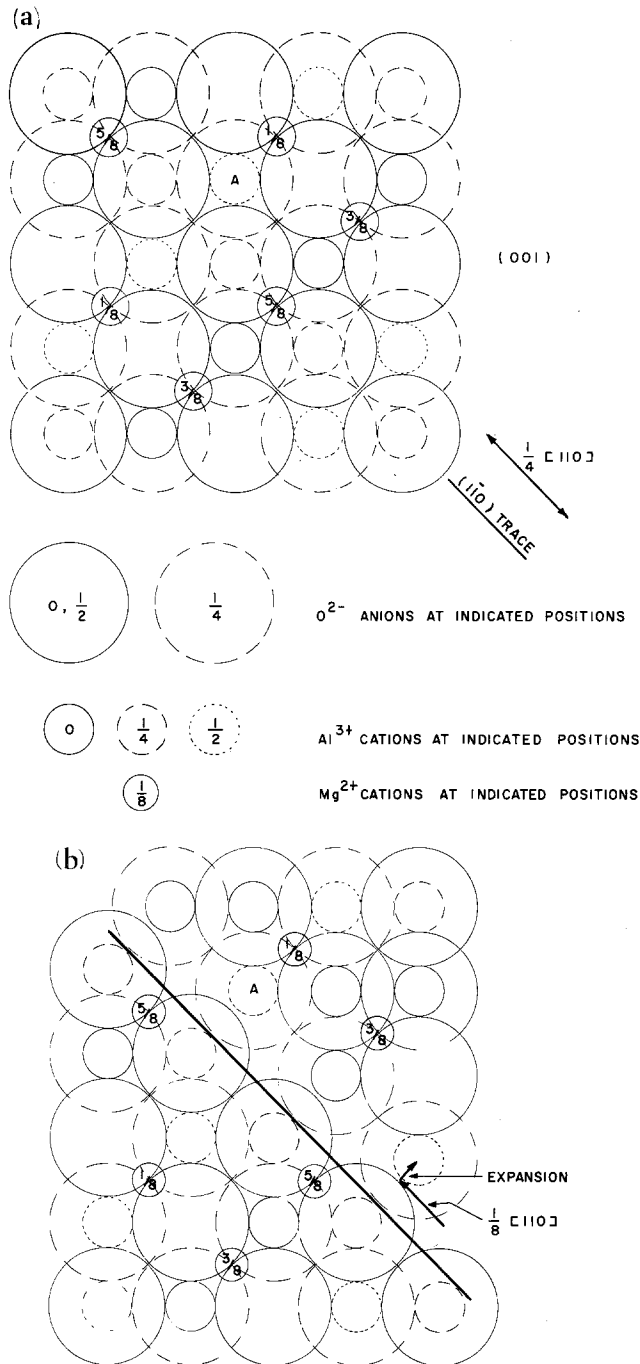 (a)
5/8
1/8
A
3/8
(001)
1/8
5/8
3/8
1/4 [110]
(11̄0) TRACE
0, 1/2
1/4
O2- ANIONS AT INDICATED POSITIONS
0
1/4
1/2
Al3+ CATIONS AT INDICATED POSITIONS
1/8
Mg2+ CATIONS AT INDICATED POSITIONS
(b)
1/8
A
5/8
3/8
1/8
5/8
EXPANSION
1/8 [110]
3/8